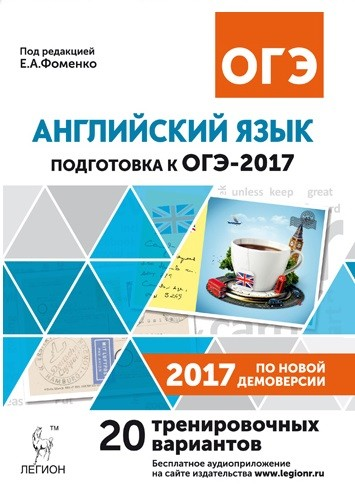 Под редакцией
Е.А.Фоменко
ОГЭ
АНГЛИЙСКИЙ ЯЗЫК
ПОДГОТОВКА К ОГЭ-2017
unless keep great
2017 ПО НОВОЙ
ДЕМОВЕРСИИ
20 тренировочных
вариантов
Бесплатное аудиоприложение
на сайте издательства www.legionr.ru
TM
ЛЕГИОН